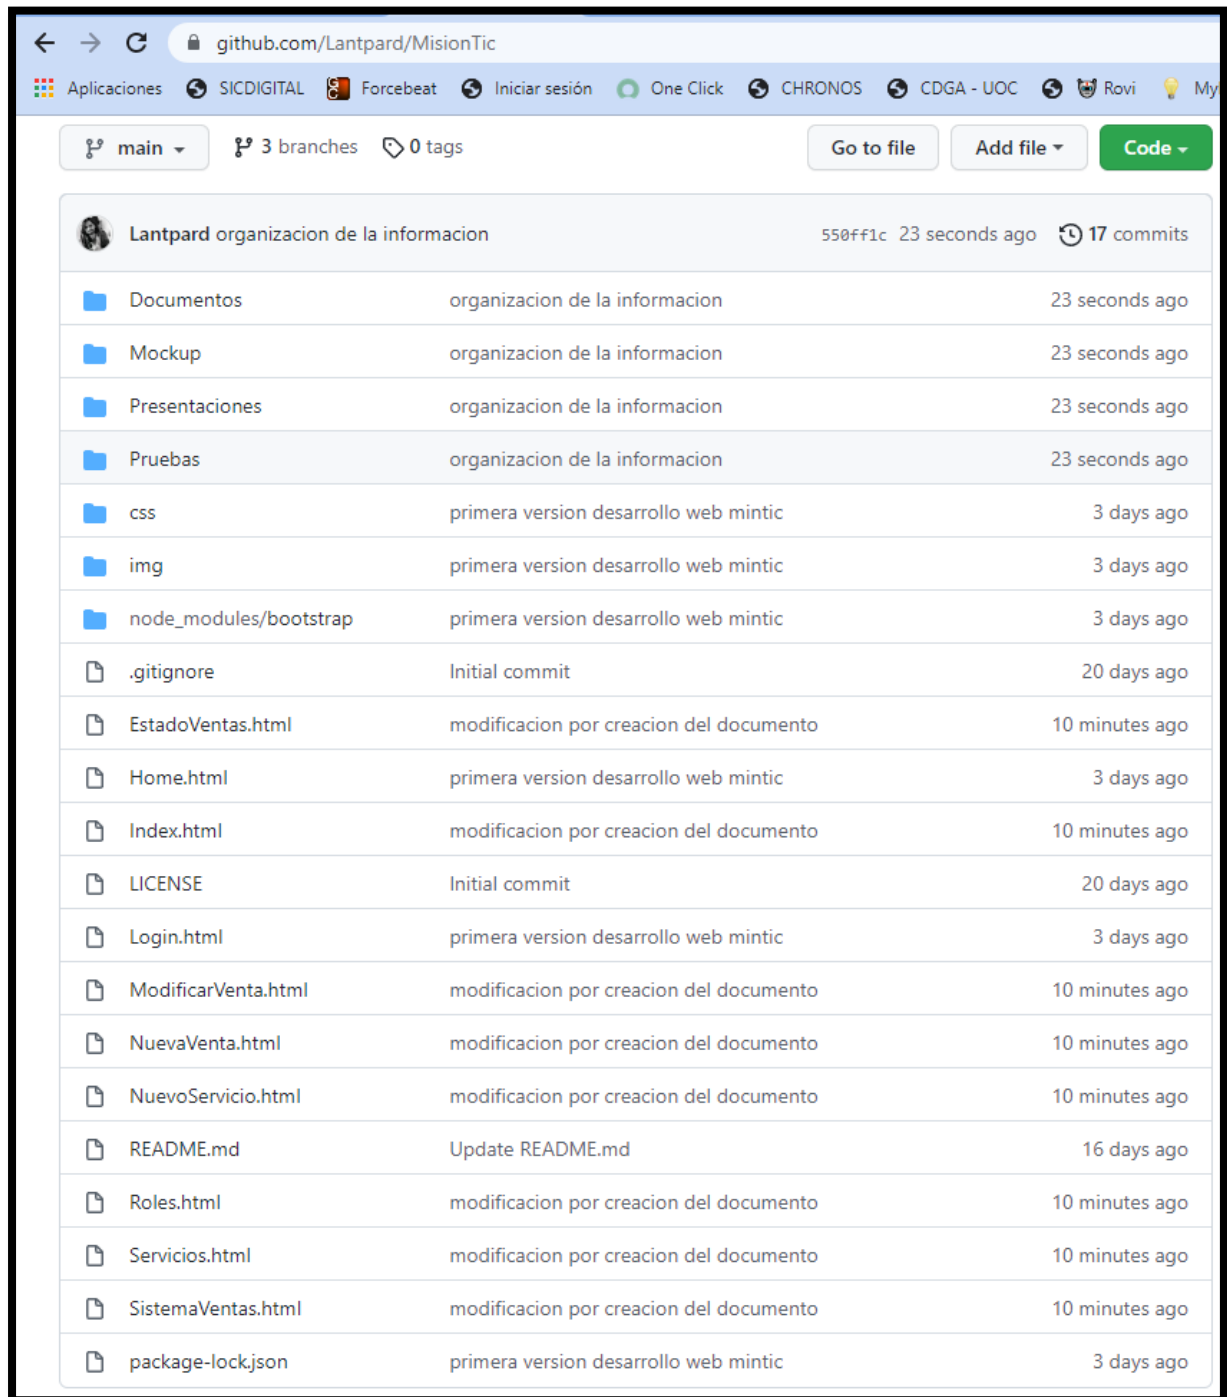 github.com/Lantpard/MisionTic
Aplicaciones SICDIGITAL Forcebeat Iniciar sesión One Click CHRONOS CDGA - UOC Rovi My
main 3 branches 0 tags Go to file Add file Code
Lantpard organizacion de la informacion 550ff1c 23 seconds ago 17 commits
Documentos organizacion de la informacion 23 seconds ago
Mockup organizacion de la informacion 23 seconds ago
Presentaciones organizacion de la informacion 23 seconds ago
Pruebas organizacion de la informacion 23 seconds ago
css primera version desarrollo web mintic 3 days ago
img primera version desarrollo web mintic 3 days ago
node_modules/bootstrap primera version desarrollo web mintic 3 days ago
.gitignore Initial commit 20 days ago
EstadoVentas.html modificacion por creacion del documento 10 minutes ago
Home.html primera version desarrollo web mintic 3 days ago
Index.html modificacion por creacion del documento 10 minutes ago
LICENSE Initial commit 20 days ago
Login.html primera version desarrollo web mintic 3 days ago
ModificarVenta.html modificacion por creacion del documento 10 minutes ago
NuevaVenta.html modificacion por creacion del documento 10 minutes ago
NuevoServicio.html modificacion por creacion del documento 10 minutes ago
README.md Update README.md 16 days ago
Roles.html modificacion por creacion del documento 10 minutes ago
Servicios.html modificacion por creacion del documento 10 minutes ago
SistemaVentas.html modificacion por creacion del documento 10 minutes ago
package-lock.json primera version desarrollo web mintic 3 days ago